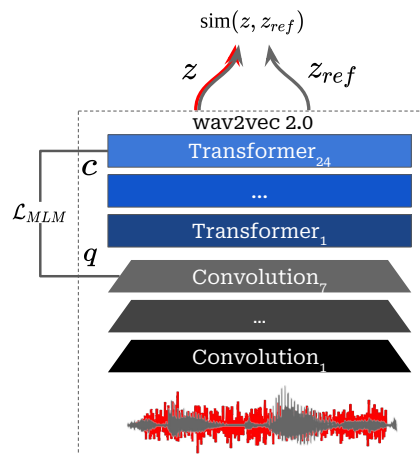 sim(z, z_ref)
z z_ref
wav2vec 2.0
Transformer_24
c
...
L_MLM
Transformer_1
q
Convolution_7
...
Convolution_1